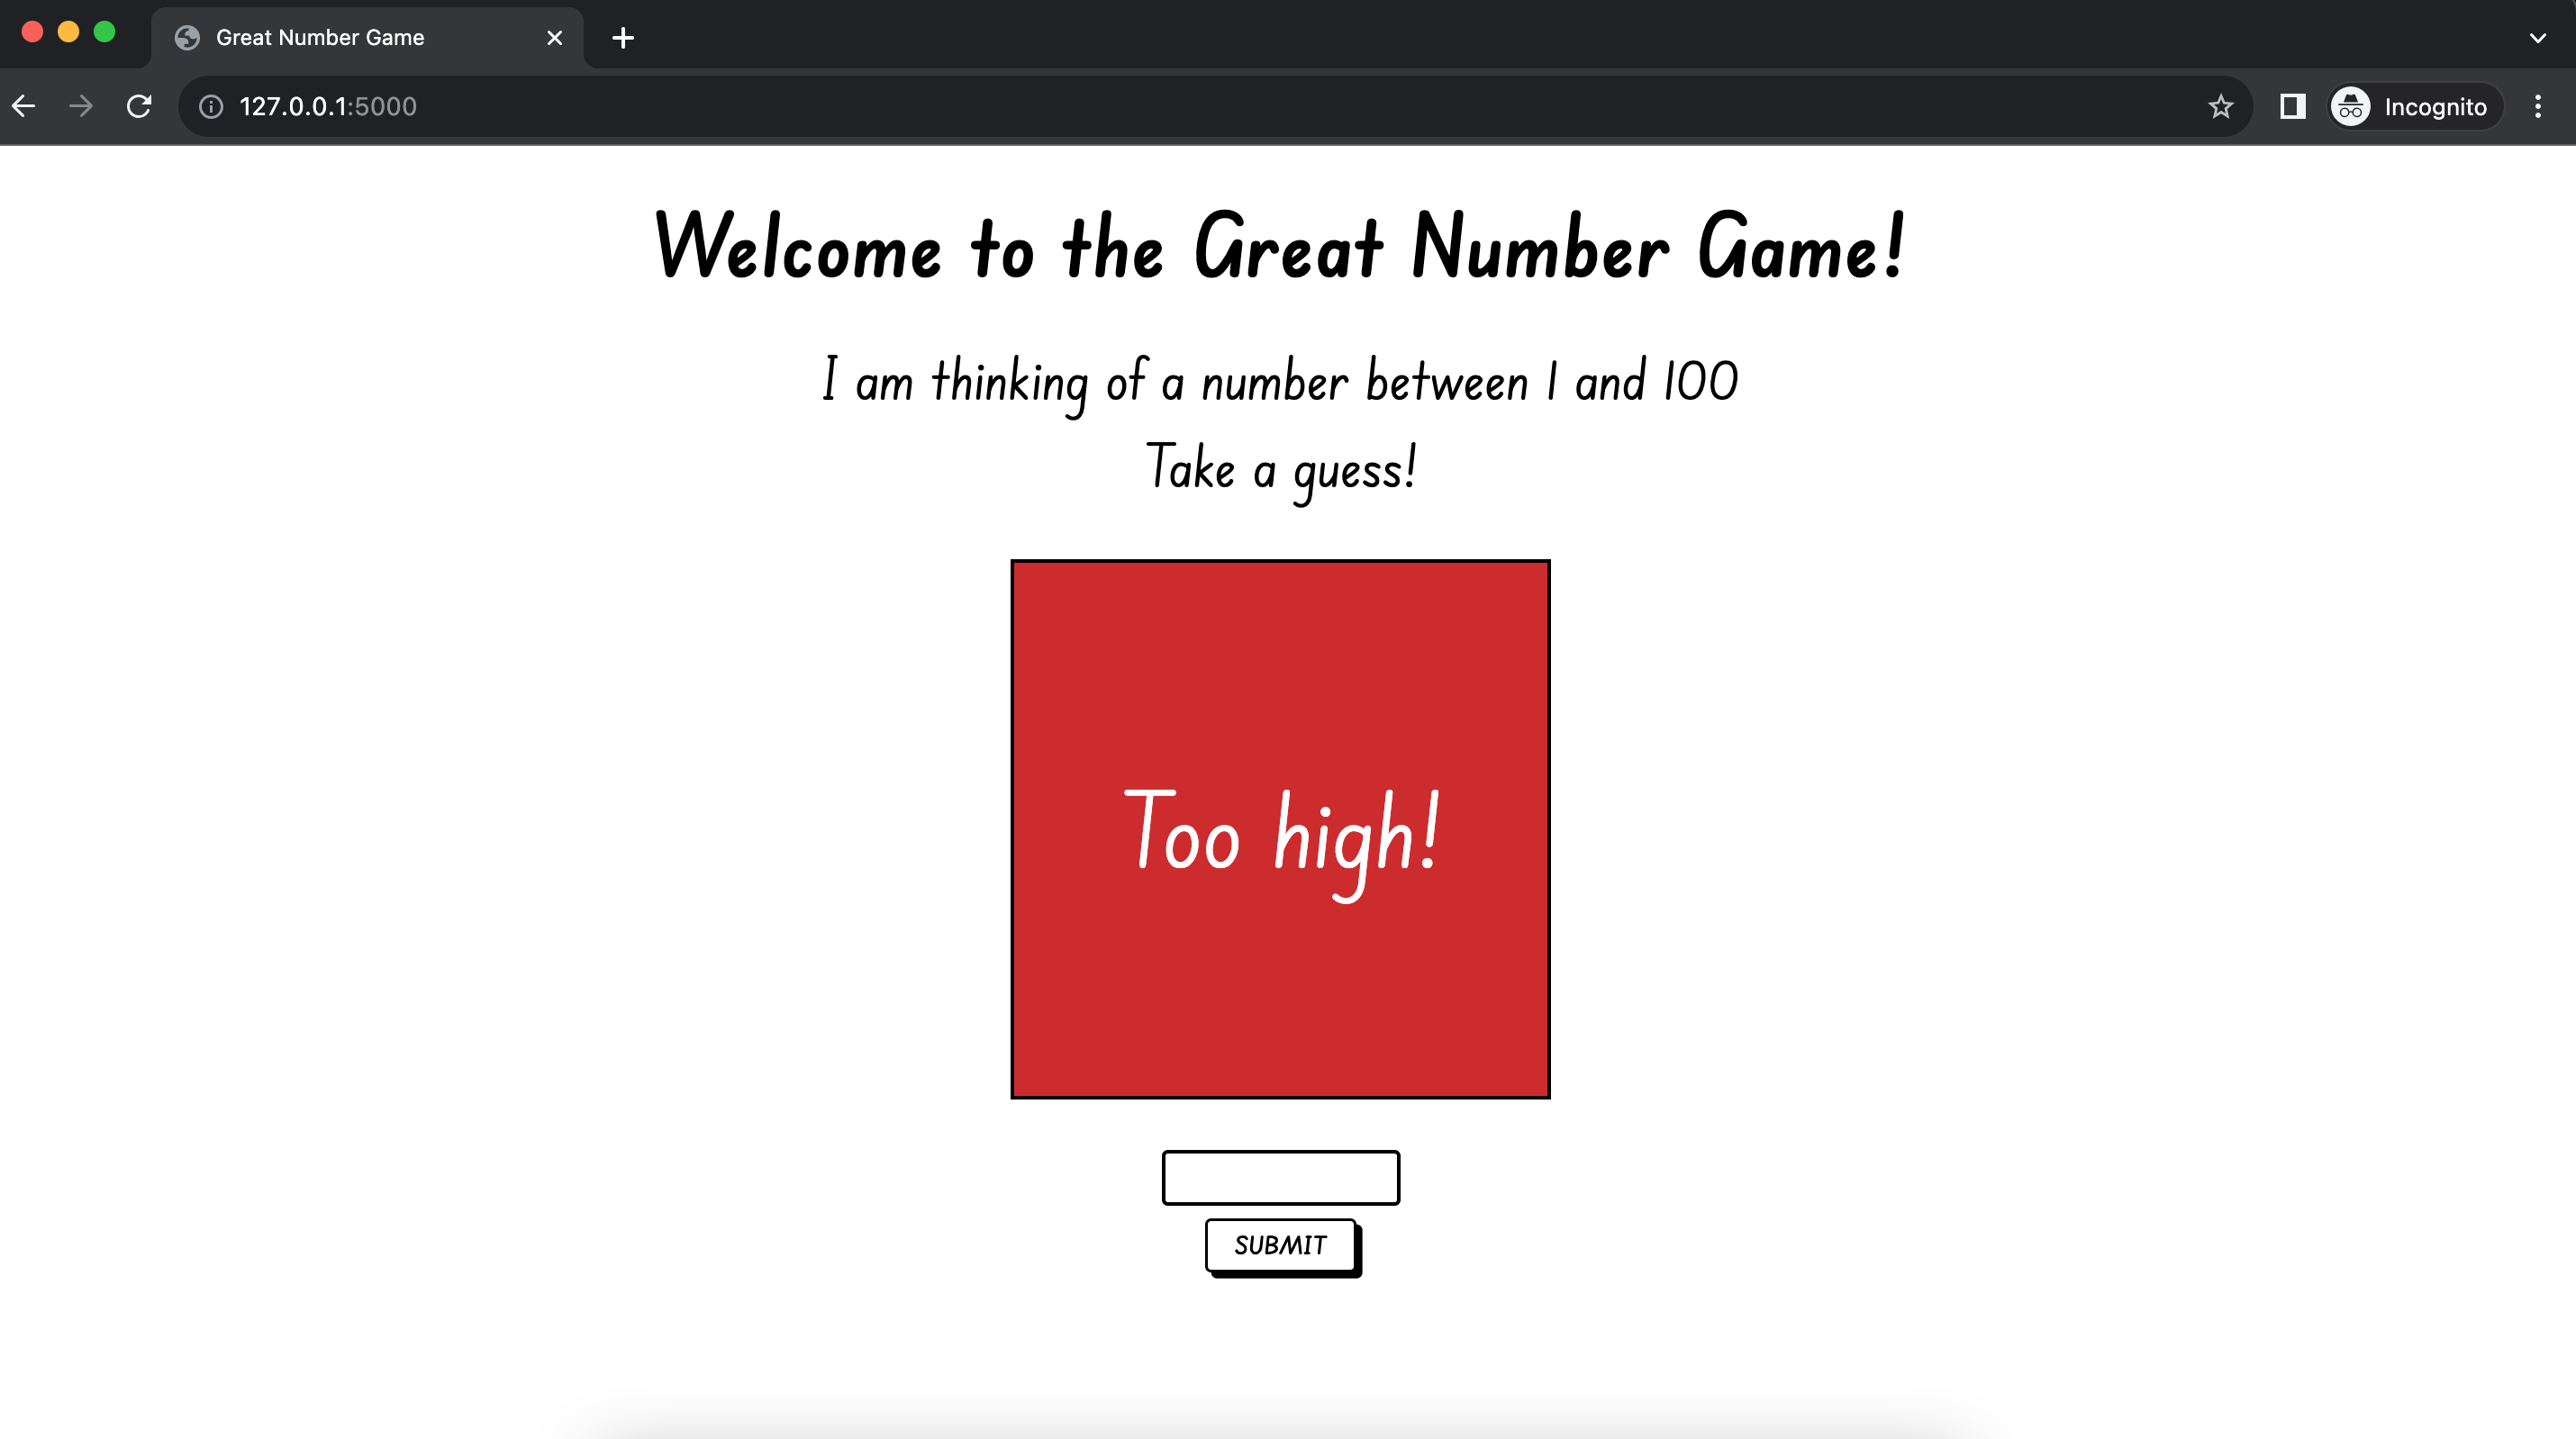 Great Number Game
127.0.0.1:5000
Incognito
Welcome to the Great Number Game!
I am thinking of a number between 1 and 100
Take a guess!
Too high!
SUBMIT